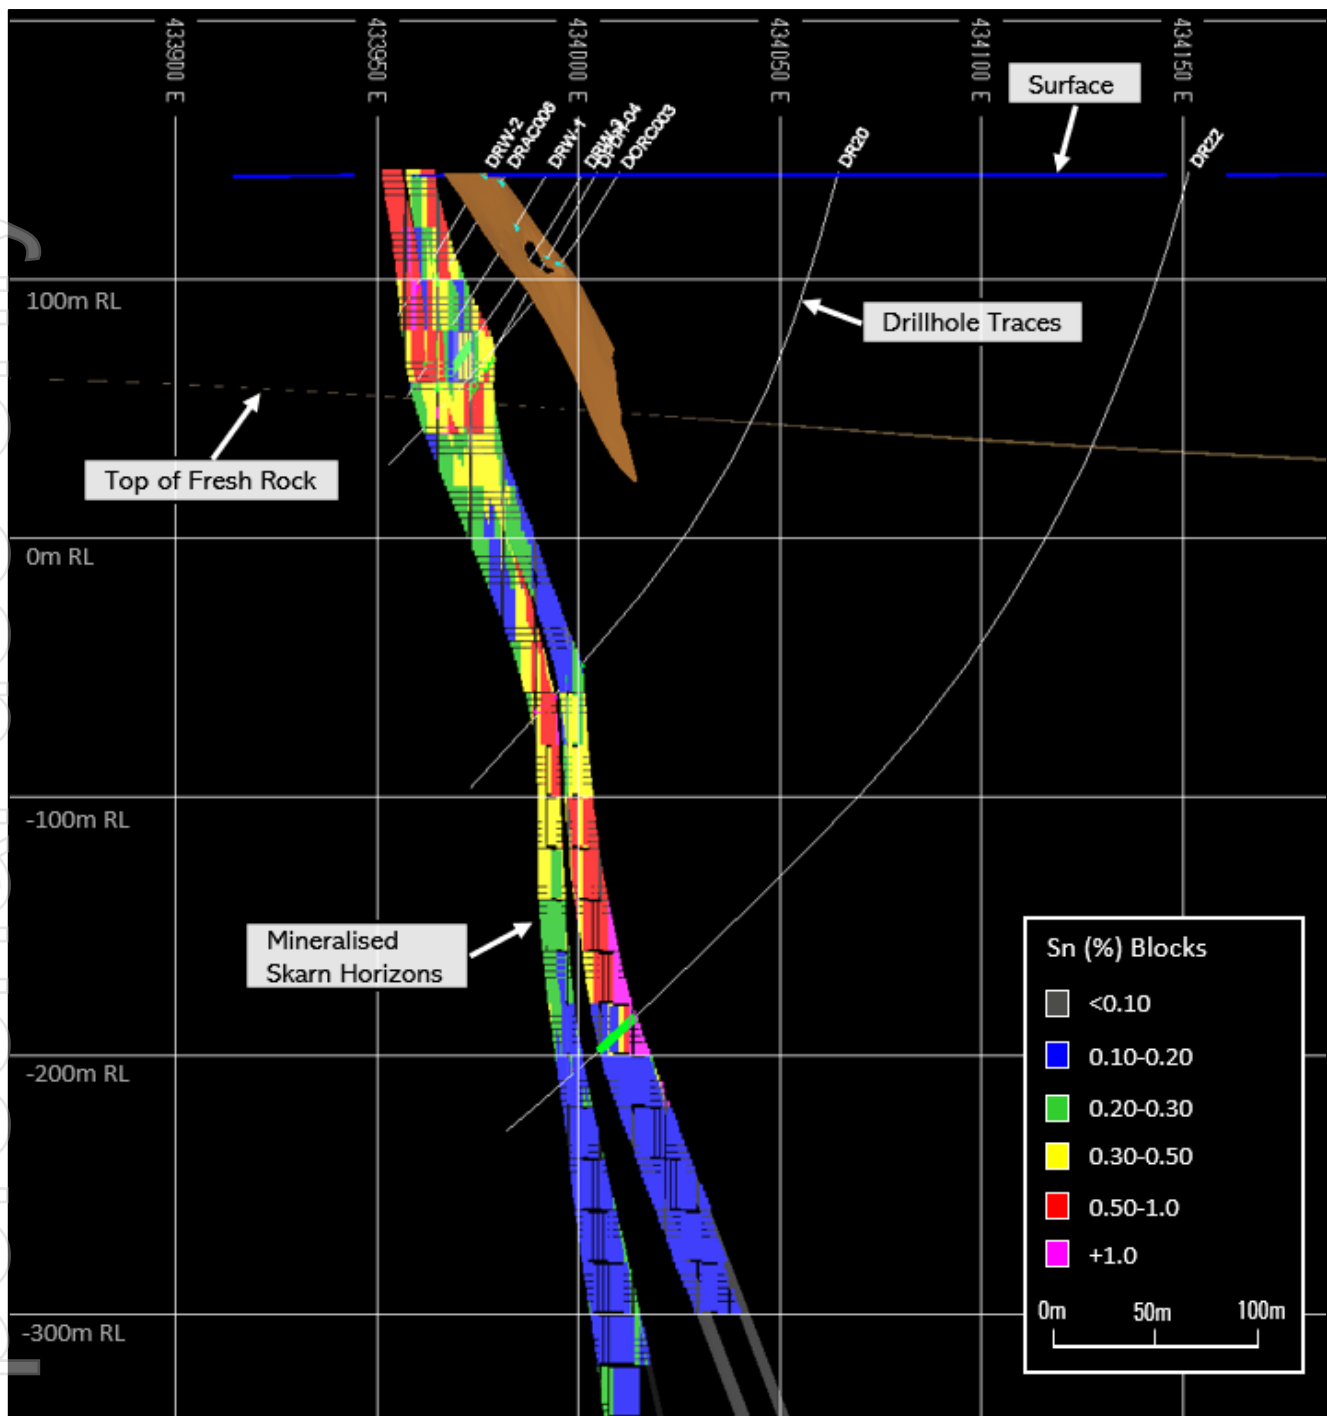 433900 E
433950 E
434000 E
434050 E
434100 E
434150 E
Surface
DRW-2
DRAC006
DRW-1
DORC003
DR20
DR22
100m RL
Drillhole Traces
Top of Fresh Rock
0m RL
-100m RL
Mineralised
Skarn Horizons
-200m RL
-300m RL
Sn (%) Blocks
<0.10
0.10-0.20
0.20-0.30
0.30-0.50
0.50-1.0
+1.0
0m 50m 100m